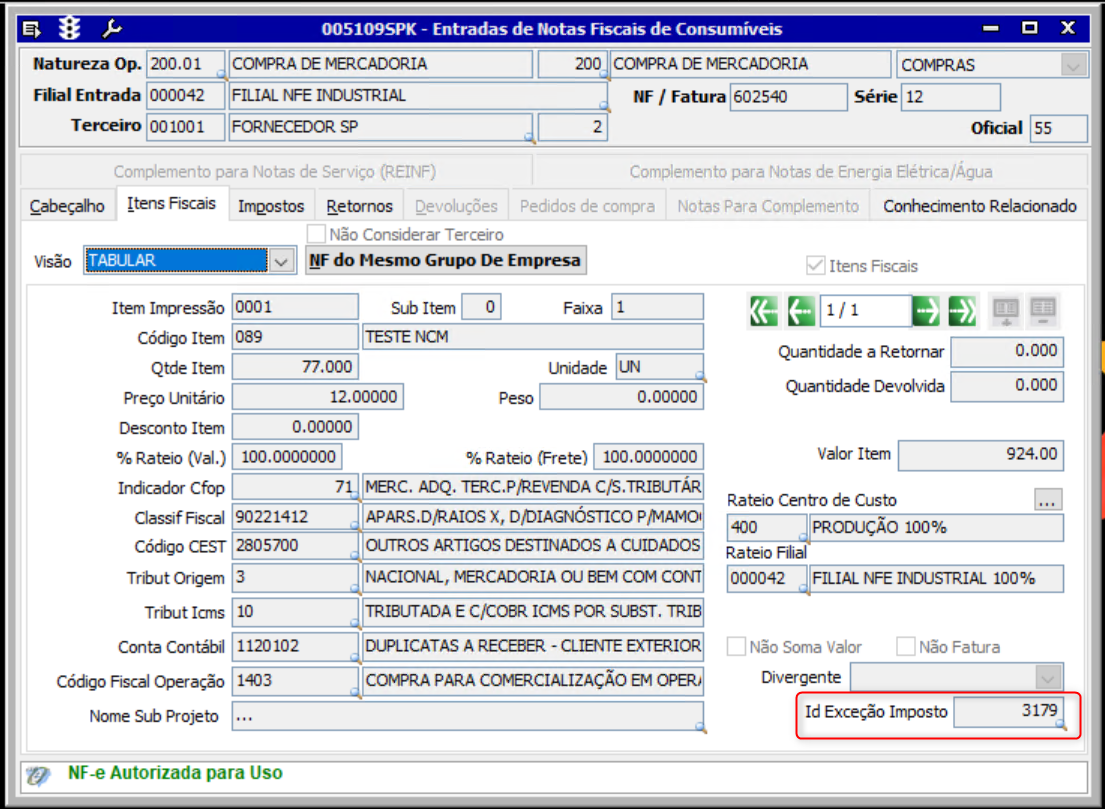 005109SPK - Entradas de Notas Fiscais de Consumíveis
Natureza Op. 200.01 COMPRA DE MERCADORIA 200 COMPRA DE MERCADORIA COMPRAS
Filial Entrada 000042 FILIAL NFE INDUSTRIAL NF / Fatura 602540 Série 12
Terceiro 001001 FORNECEDOR SP 2 Oficial 55
Complemento para Notas de Serviço (REINF) Complemento para Notas de Energia Elétrica/Água
Cabeçalho Itens Fiscais Impostos Retornos Devoluções Pedidos de compra Notas Para Complemento Conhecimento Relacionado
Não Considerar Terceiro
Visão TABULAR NF do Mesmo Grupo De Empresa Itens Fiscais
Item Impressão 0001 Sub Item 0 Faixa 1 1 / 1
Código Item 089 TESTE NCM
Quantidade a Retornar 0.000
Qtde Item 77.000 Unidade UN
Quantidade Devolvida 0.000
Preço Unitário 12.00000 Peso 0.00000
Desconto Item 0.00000
% Rateio (Val.) 100.0000000 % Rateio (Frete) 100.0000000 Valor Item 924.00
Indicador Cfop 71 MERC. ADQ. TERC.P/REVENDA C/S.TRIBUTÁR
Rateio Centro de Custo ...
Classif Fiscal 90221412 APARS.D/RAIOS X, D/DIAGNÓSTICO P/MAMO
400 PRODUÇÃO 100%
Código CEST 2805700 OUTROS ARTIGOS DESTINADOS A CUIDADOS
Rateio Filial
Tribut Origem 3 NACIONAL, MERCADORIA OU BEM COM CONT
000042 FILIAL NFE INDUSTRIAL 100%
Tribut Icms 10 TRIBUTADA E C/COBR ICMS POR SUBST. TRIB
Conta Contábil 1120102 DUPLICATAS A RECEBER - CLIENTE EXTERIOR
Não Soma Valor Não Fatura
Código Fiscal Operação 1403 COMPRA PARA COMERCIALIZAÇÃO EM OPER
Divergente
Nome Sub Projeto ...
Id Exceção Imposto 3179
NF-e Autorizada para Uso